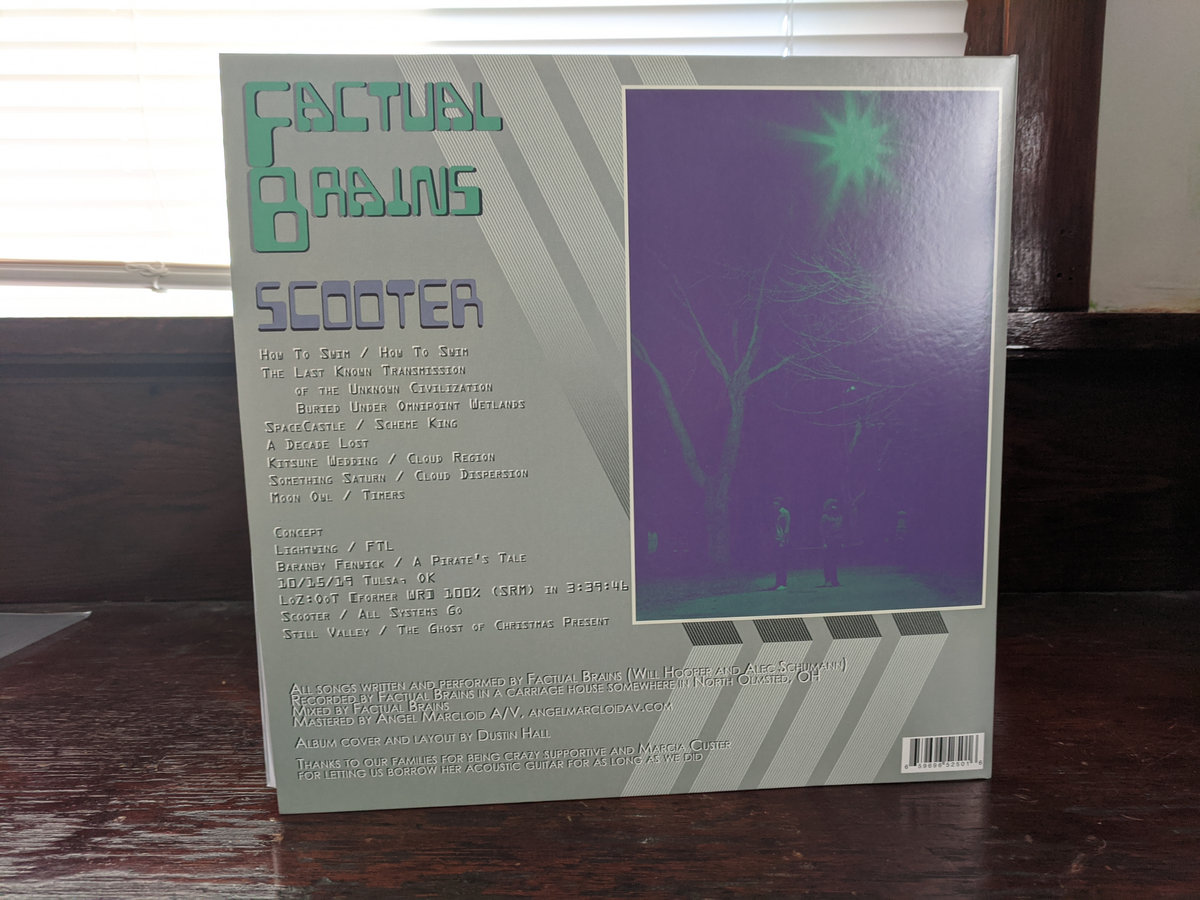 FACTUAL
BRAINS
SCOOTER
How To Swim / How To Swim
The Last Known Transmission
of the Unknown Civilization
Buried Under Omnipoint Wetlands
SpaceCastle / Scheme King
A Decade Lost
Kitsune Wedding / Cloud Region
Something Saturn / Cloud Dispersion
Moon Owl / Timers
Concept
Lightwing / FTL
Baranby Fenwick / A Pirate's Tale
10/15/19 Tulsa, OK
LoZ:OoT Eformer WRI 100% (SRM) in 3:39:46
Scooter / All Systems Go
Still Valley / The Ghost of Christmas Present
All songs written and performed by Factual Brains (Will Hooper and Alec Schumann)
Recorded by Factual Brains in a carriage house somewhere in North Olmsted, OH
Mixed by Factual Brains
Mastered by Angel Marcloid A/V, angelmarcloidav.com
Album cover and layout by Dustin Hall
Thanks to our families for being crazy supportive and Marcia Custer
for letting us borrow her acoustic guitar for as long as we did
6 59696 52501 6